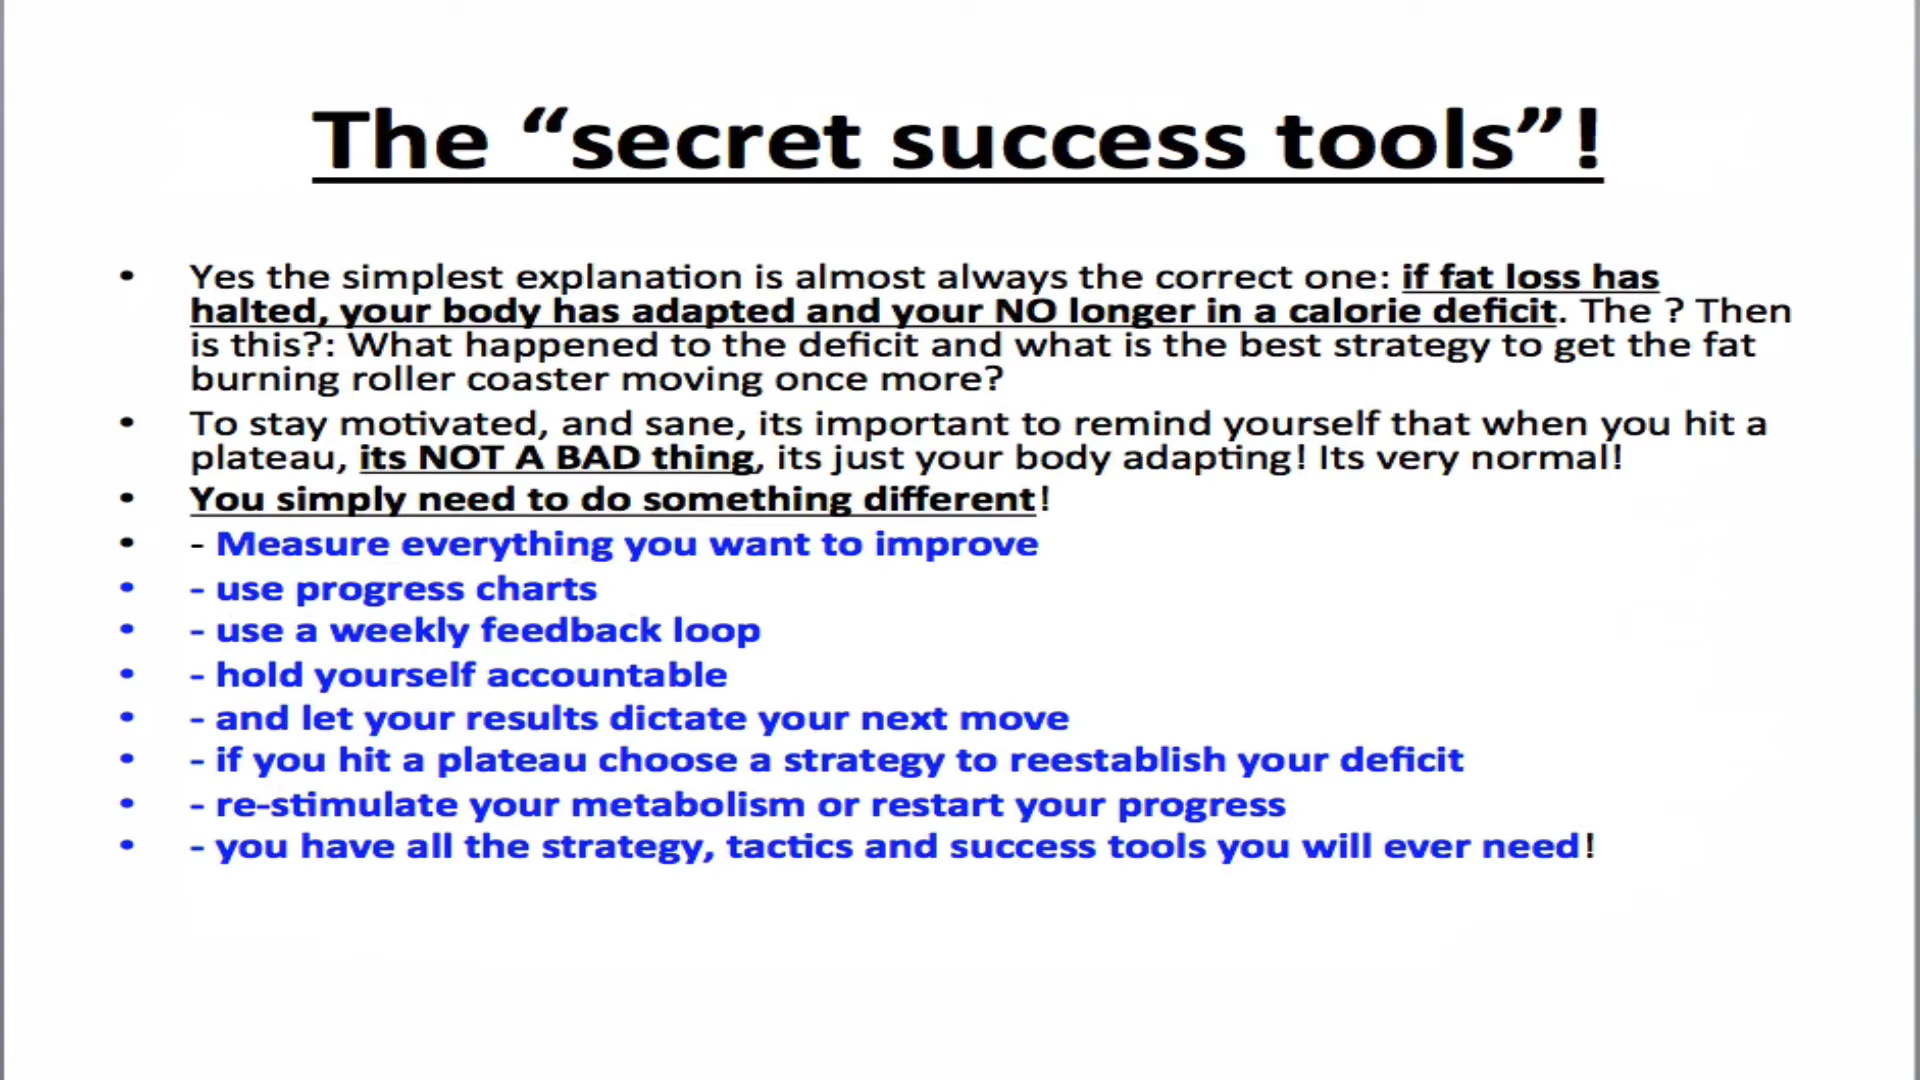 The “secret success tools”!
• Yes the simplest explanation is almost always the correct one: if fat loss has
halted, your body has adapted and your NO longer in a calorie deficit. The ? Then
is this?: What happened to the deficit and what is the best strategy to get the fat
burning roller coaster moving once more?
• To stay motivated, and sane, its important to remind yourself that when you hit a
plateau, its NOT A BAD thing, its just your body adapting! Its very normal!
• You simply need to do something different!
• - Measure everything you want to improve
• - use progress charts
• - use a weekly feedback loop
• - hold yourself accountable
• - and let your results dictate your next move
• - if you hit a plateau choose a strategy to reestablish your deficit
• - re-stimulate your metabolism or restart your progress
• - you have all the strategy, tactics and success tools you will ever need!